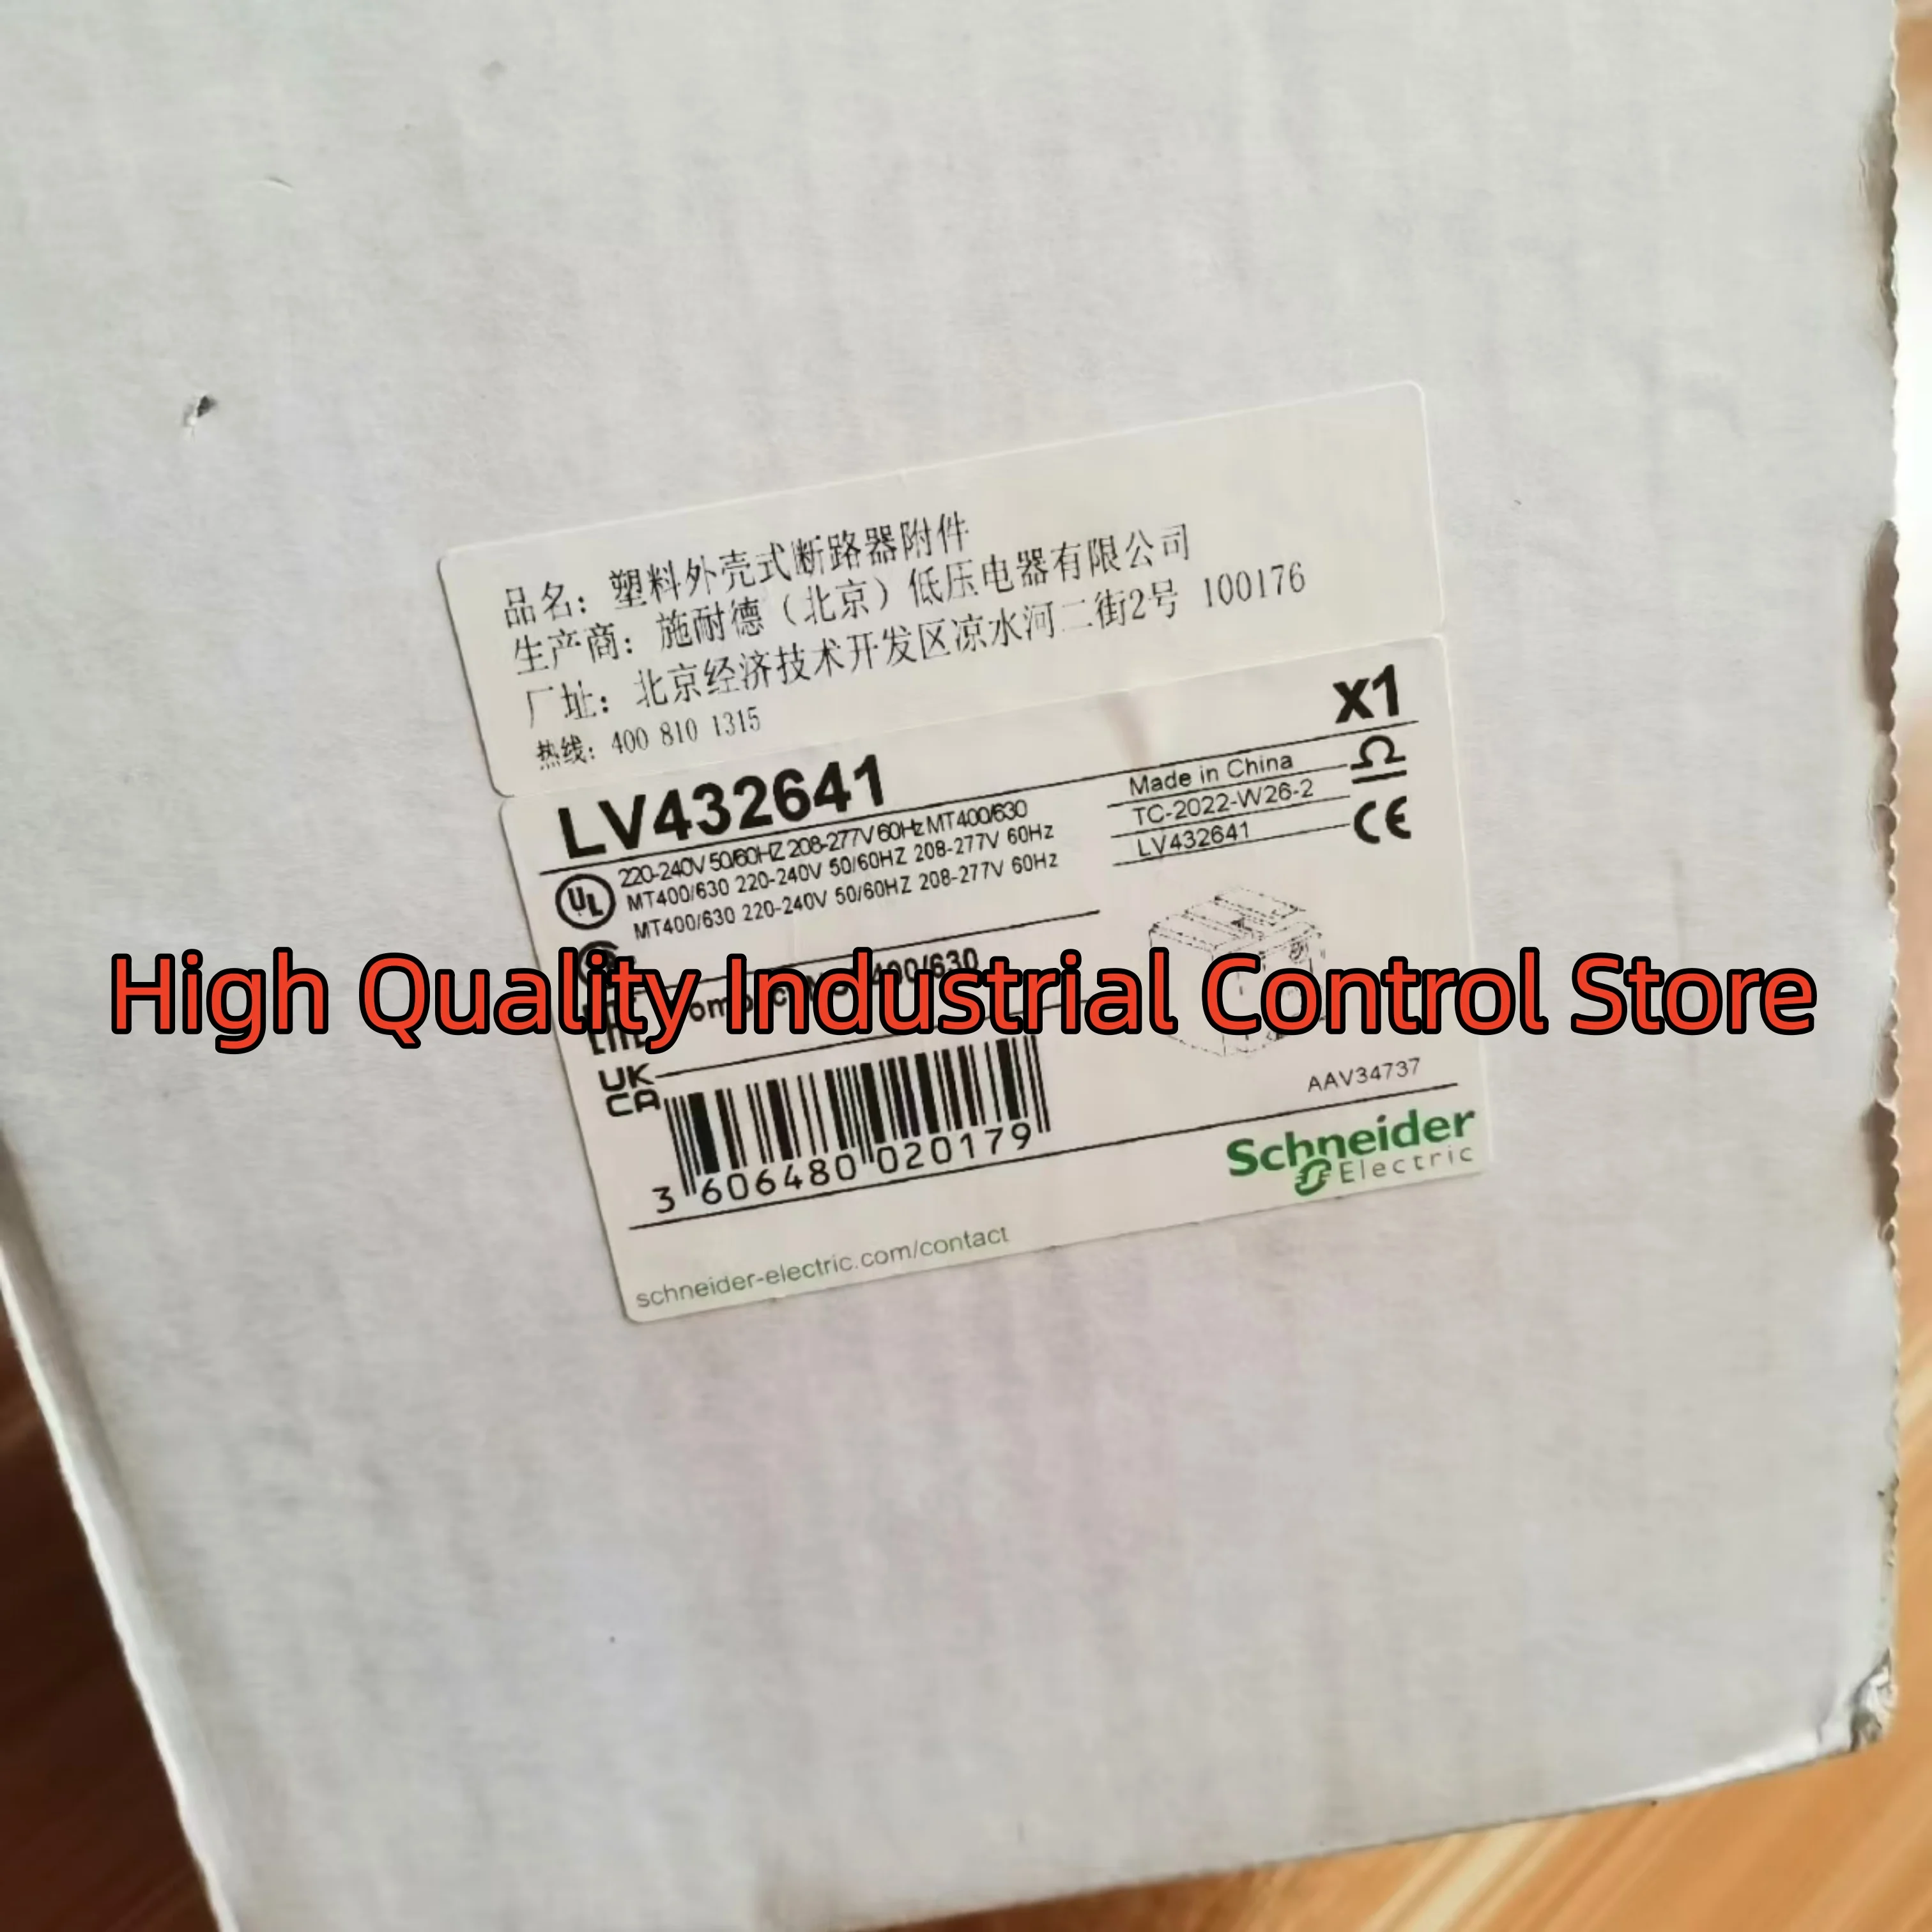 品名：塑料外壳式断路器附件
生产商：施耐德（北京）低压电器有限公司
厂址：北京经济技术开发区凉水河二街2号 100176
热线：400 810 1315
x1
LV432641
220-240V 50/60HZ 208-277V 60Hz MT400/630
MT400/630 220-240V 50/60HZ 208-277V 60Hz
MT400/630 220-240V 50/60HZ 208-277V 60Hz
Made in China
TC-2022-W26-2
LV432641
CE
UL
400/630
High Quality Industrial Control Store
UK
CA
3 606480 020179
AAV34737
Schneider
Electric
schneider-electric.com/contact